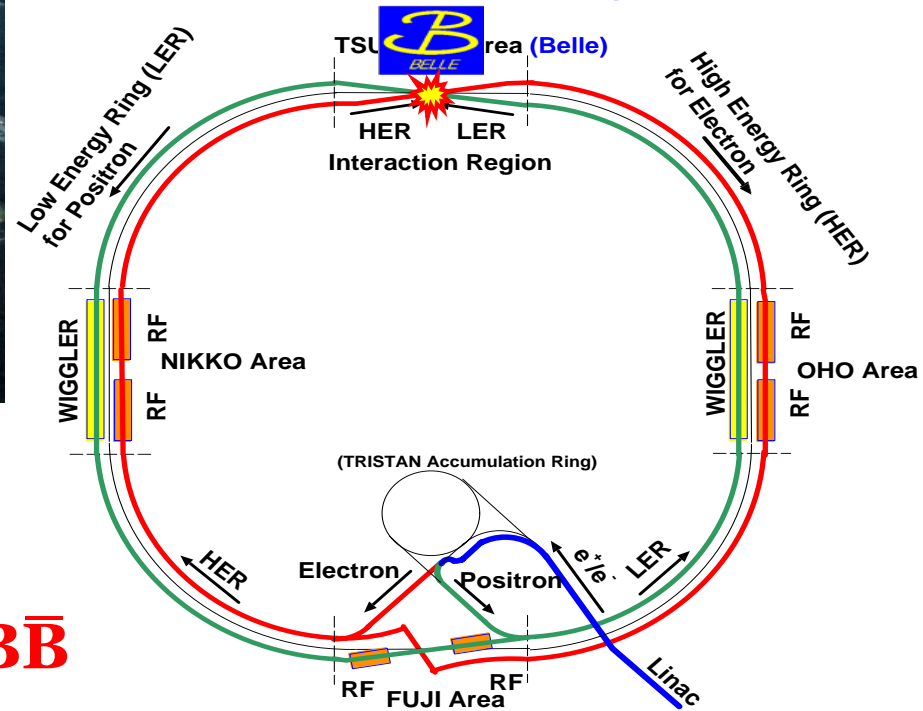 B
BELLE
TSU rea (Belle)
Low Energy Ring (LER)
for Positron
High Energy Ring (HER)
for Electron
HER LER
Interaction Region
WIGGLER
RF
RF
NIKKO Area
WIGGLER
RF
RF
OHO Area
(TRISTAN Accumulation Ring)
HER
Electron
Positron
e+/e-
LER
BB̅
RF
RF
FUJI Area
Linac